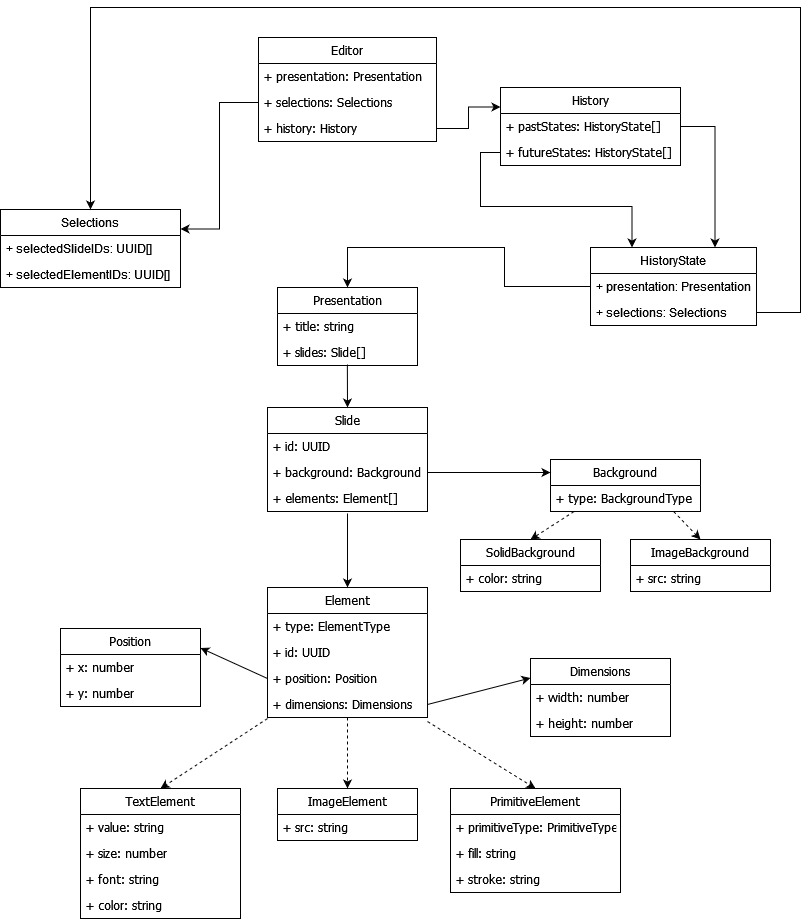 Editor
+ presentation: Presentation
+ selections: Selections
+ history: History
History
+ pastStates: HistoryState[]
+ futureStates: HistoryState[]
Selections
+ selectedSlideIDs: UUID[]
+ selectedElementIDs: UUID[]
HistoryState
+ presentation: Presentation
+ selections: Selections
Presentation
+ title: string
+ slides: Slide[]
Slide
+ id: UUID
+ background: Background
+ elements: Element[]
Background
+ type: BackgroundType
SolidBackground
+ color: string
ImageBackground
+ src: string
Element
+ type: ElementType
+ id: UUID
+ position: Position
+ dimensions: Dimensions
Position
+ x: number
+ y: number
Dimensions
+ width: number
+ height: number
TextElement
+ value: string
+ size: number
+ font: string
+ color: string
ImageElement
+ src: string
PrimitiveElement
+ primitiveType: PrimitiveType
+ fill: string
+ stroke: string